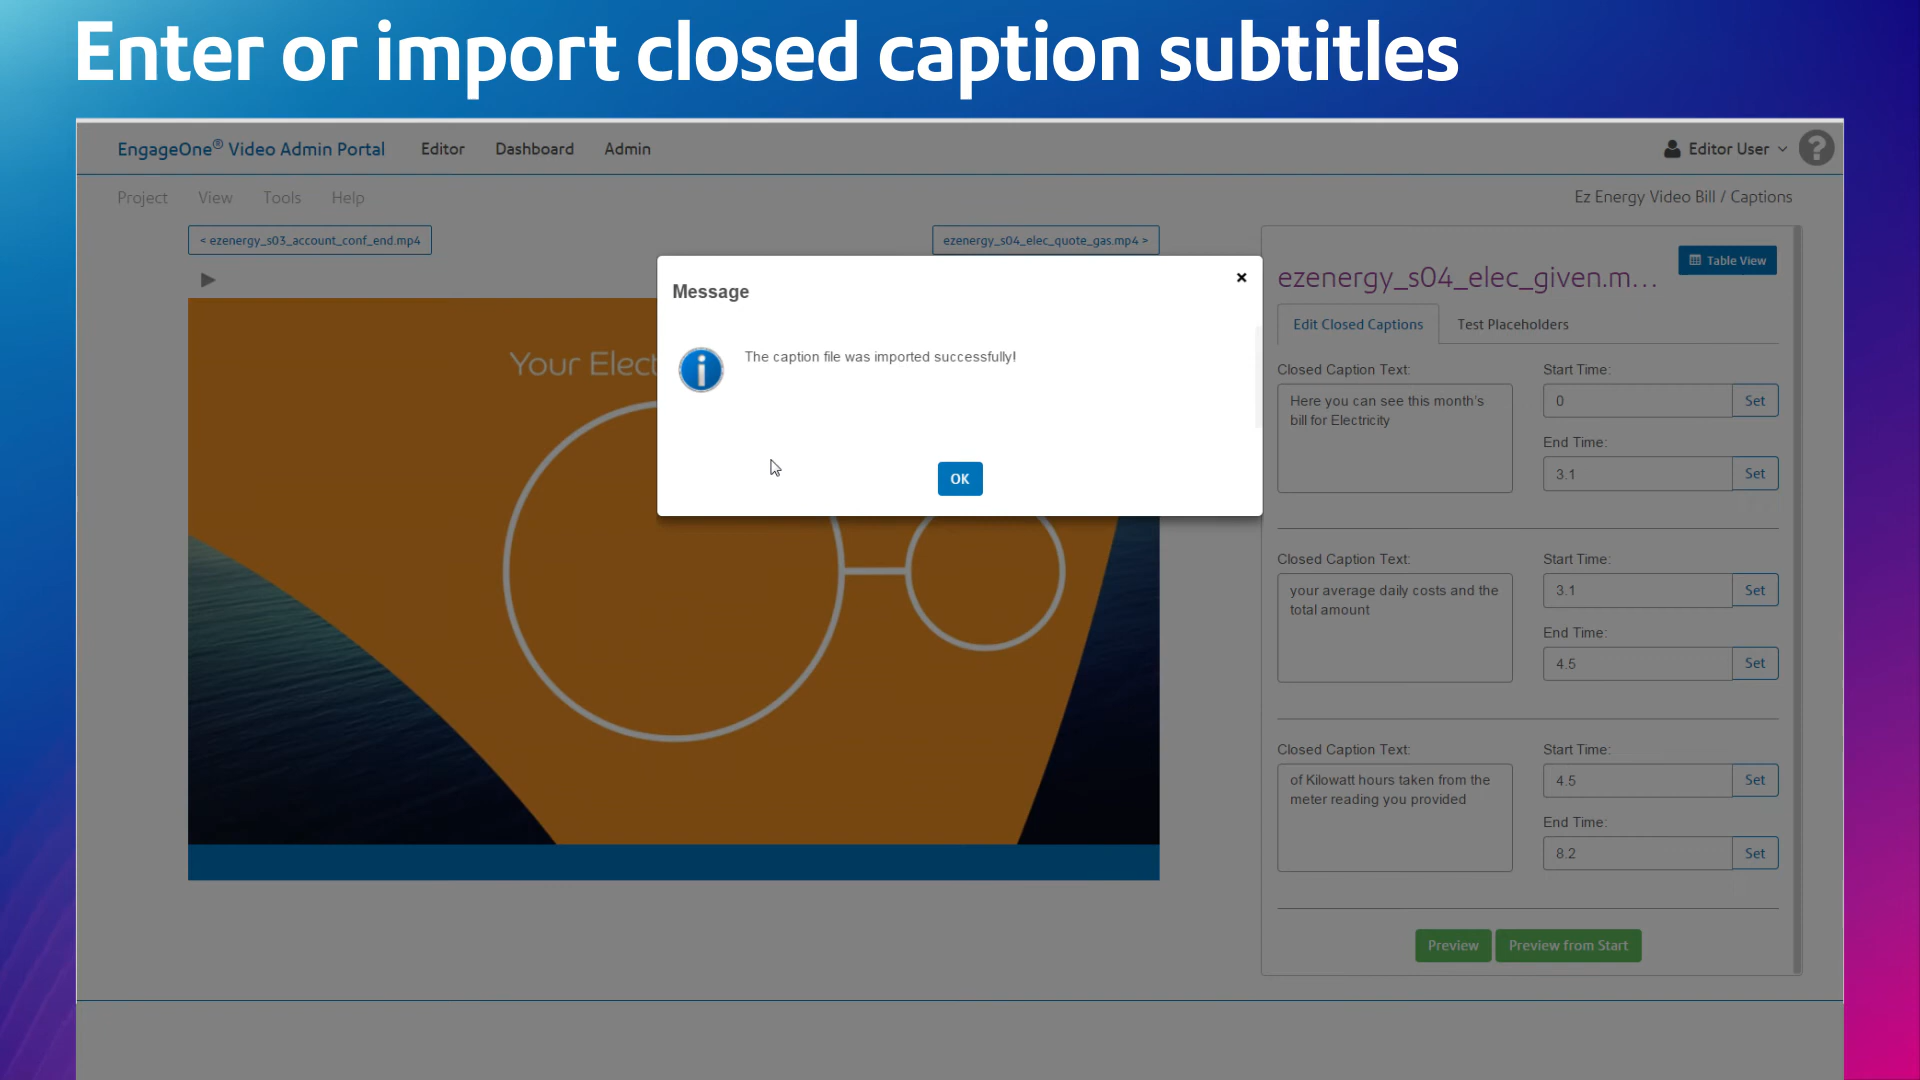 Enter or import closed caption subtitles
EngageOne® Video Admin Portal
Editor
Dashboard
Admin
Editor User
?
Project
View
Tools
Help
Ez Energy Video Bill / Captions
< ezenergy_s03_account_conf_end.mp4
ezenergy_s04_elec_quote_gas.mp4 >
Your Elect
Message
×
The caption file was imported successfully!
OK
ezenergy_s04_elec_given.m...
Table View
Edit Closed Captions
Test Placeholders
Closed Caption Text:
Here you can see this month's
bill for Electricity
Start Time:
0
Set
End Time:
3.1
Set
Closed Caption Text:
your average daily costs and the
total amount
Start Time:
3.1
Set
End Time:
4.5
Set
Closed Caption Text:
of Kilowatt hours taken from the
meter reading you provided
Start Time:
4.5
Set
End Time:
8.2
Set
Preview
Preview from Start